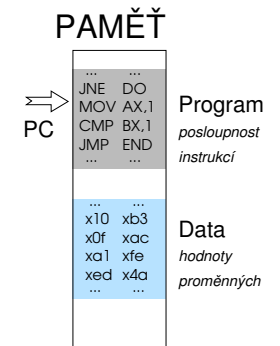 PAMĚŤ
... ...
JNE DO
MOV AX,1
CMP BX,1
JMP END
... ...
PC
Program
posloupnost
instrukcí
... ...
x10 xb3
x0f xac
xa1 xfe
xed x4a
... ...
Data
hodnoty
proměnných